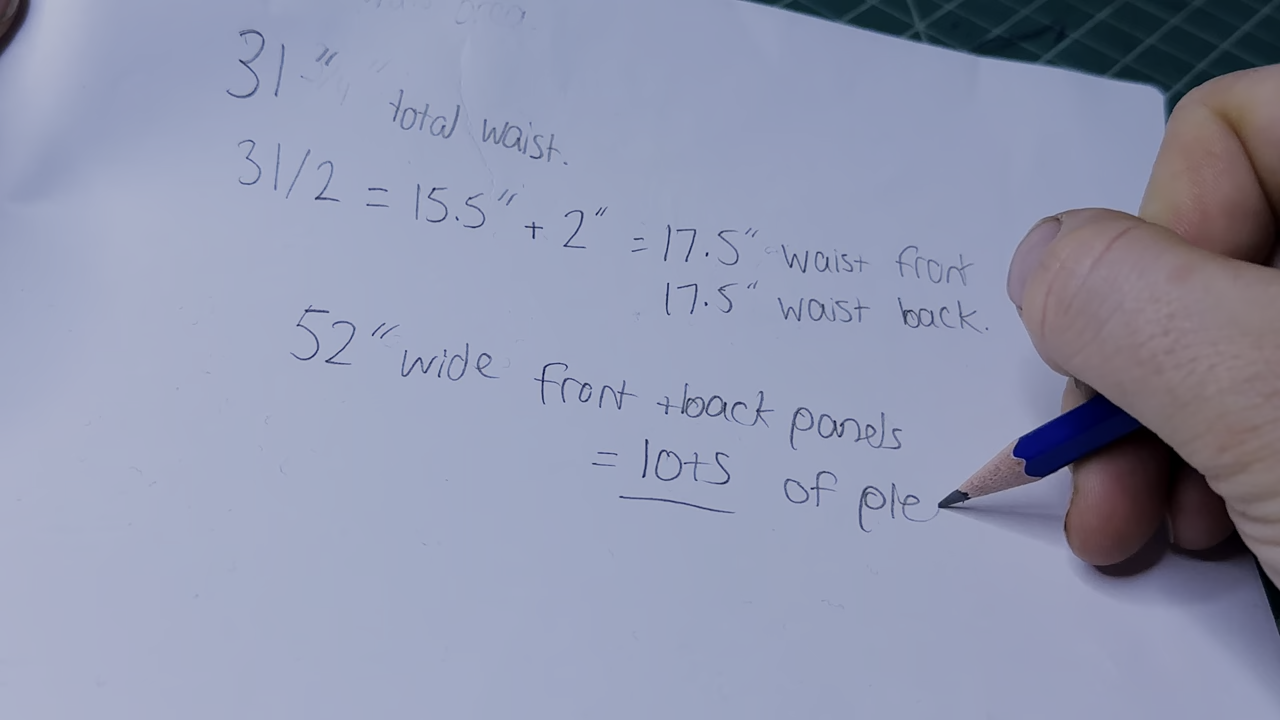 31"
total waist.
31/2 = 15.5" + 2" = 17.5" waist front
17.5" waist back.
52" wide front + back panels
= lots of ple